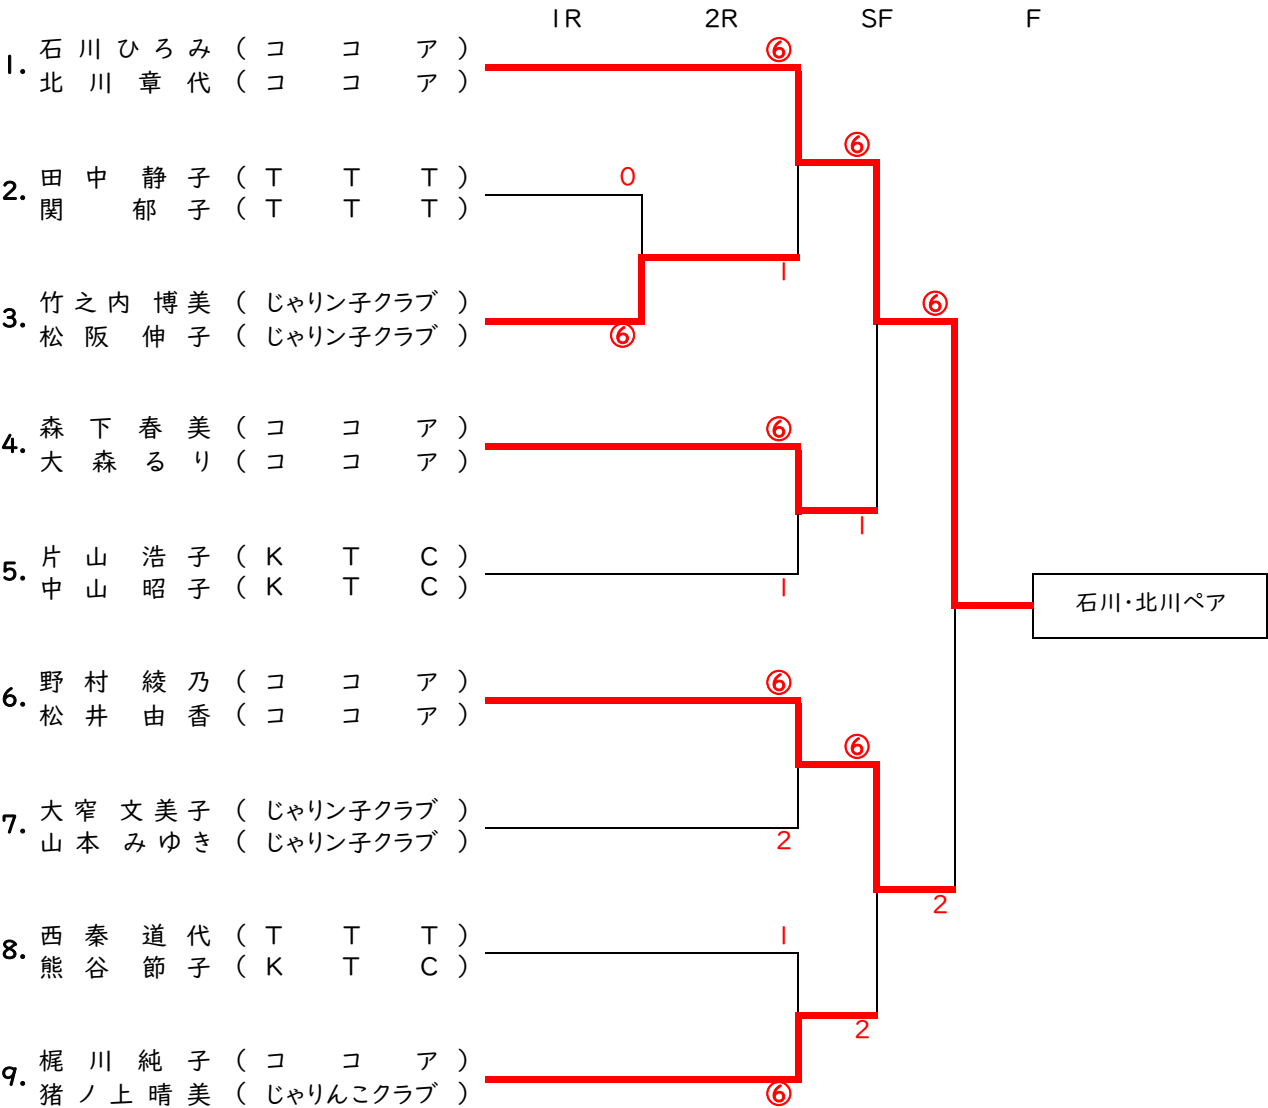 1R 2R SF F
⑥
1. 石川ひろみ（ココア）
北川章代（ココア）
⑥
0
2. 田中静子（TTT）
関郁子（TTT）
1
3. 竹之内博美（じゃリン子クラブ）
松阪伸子（じゃリン子クラブ）
⑥
⑥
4. 森下春美（ココア）
大森るり（ココア）
1
5. 片山浩子（KTC）
中山昭子（KTC）
1
石川・北川ペア
⑥
6. 野村綾乃（ココア）
松井由香（ココア）
⑥
7. 大窄文美子（じゃリン子クラブ）
山本みゆき（じゃリン子クラブ）
2
2
8. 西秦道代（TTT）
熊谷節子（KTC）
1
2
9. 梶川純子（ココア）
猪ノ上晴美（じゃりんこクラブ）
⑥
⑥